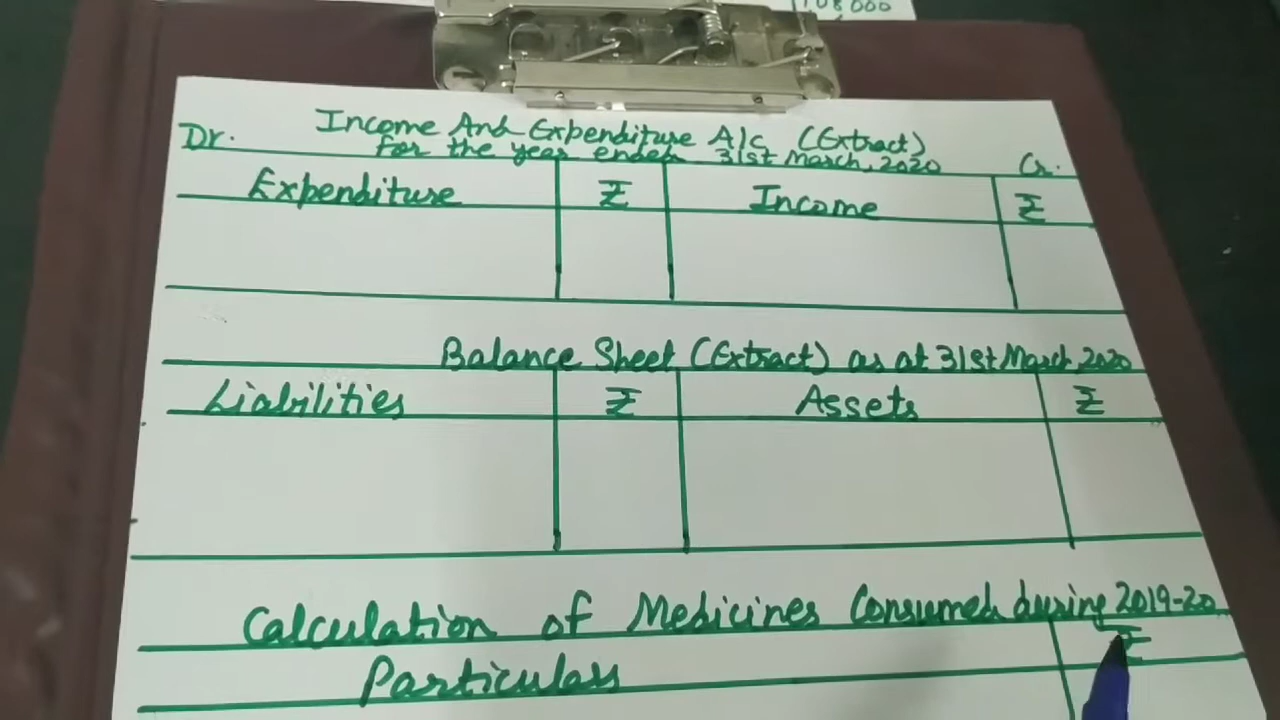 108000
Income And Expenditure A/c (Extract)
Dr. for the year ended 31st March, 2020 Cr.
Expenditure ₹ Income ₹
Balance Sheet (Extract) as at 31st March 2020
Liabilities ₹ Assets ₹
Calculation of Medicines Consumed during 2019-20
Particulars ₹